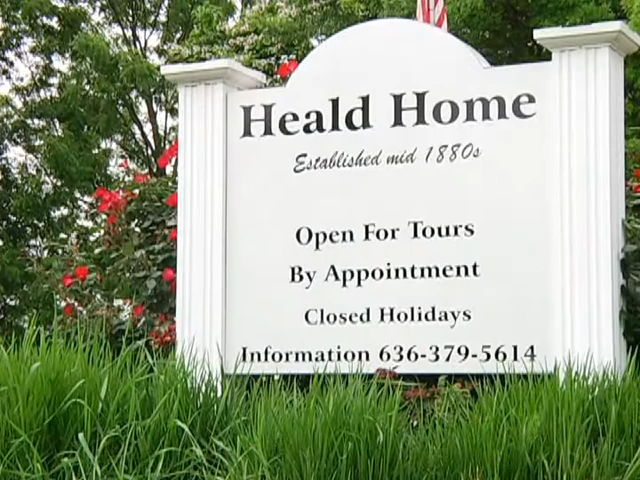 Heald Home
Established mid 1880s
Open For Tours
By Appointment
Closed Holidays
Information 636-379-5614